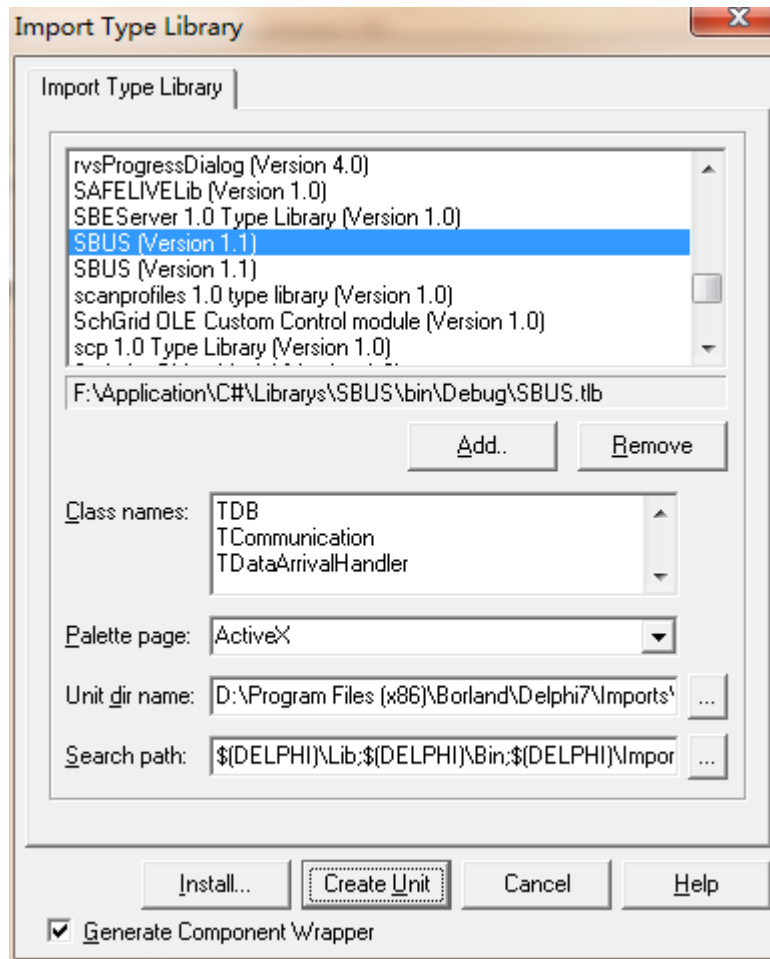 Import Type Library
Import Type Library
rvsProgressDialog (Version 4.0)
SAFELIVELib (Version 1.0)
SBEServer 1.0 Type Library (Version 1.0)
SBUS (Version 1.1)
SBUS (Version 1.1)
scanprofiles 1.0 type library (Version 1.0)
SchGrid OLE Custom Control module (Version 1.0)
scp 1.0 Type Library (Version 1.0)
F:\Application\C#\Librarys\SBUS\bin\Debug\SBUS.tlb
Add.. Remove
Class names: TDB
TCommunication
TDataArrivalHandler
Palette page: ActiveX
Unit dir name: D:\Program Files (x86)\Borland\Delphi7\Imports\ ...
Search path: $(DELPHI)\Lib;$(DELPHI)\Bin;$(DELPHI)\Impor ...
Install... Create Unit Cancel Help
Generate Component Wrapper